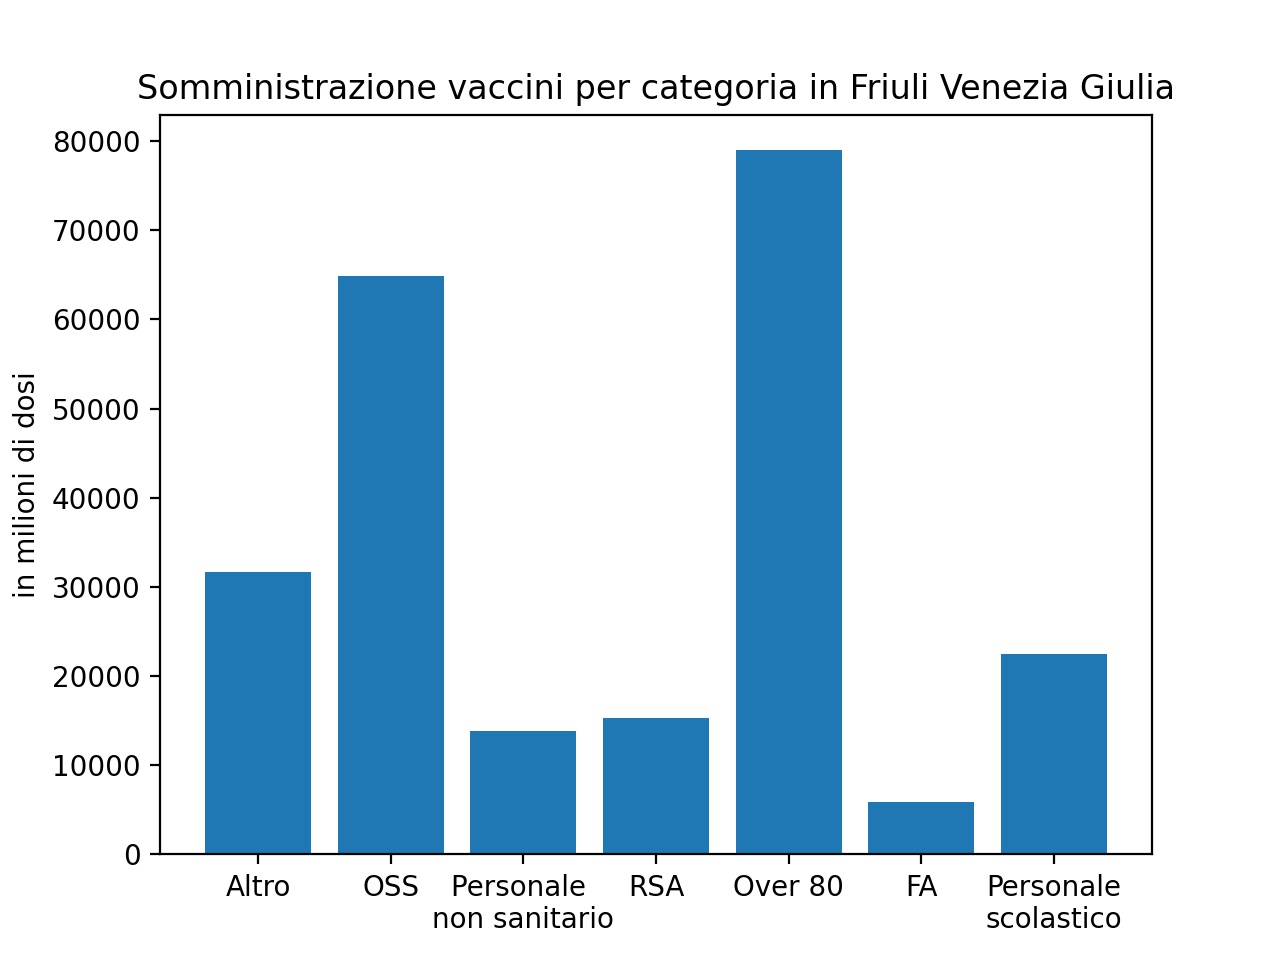 Somministrazione vaccini per categoria in Friuli Venezia Giulia
in milioni di dosi
80000
70000
60000
50000
40000
30000
20000
10000
0
Altro
OSS
Personale
non sanitario
RSA
Over 80
FA
Personale
scolastico